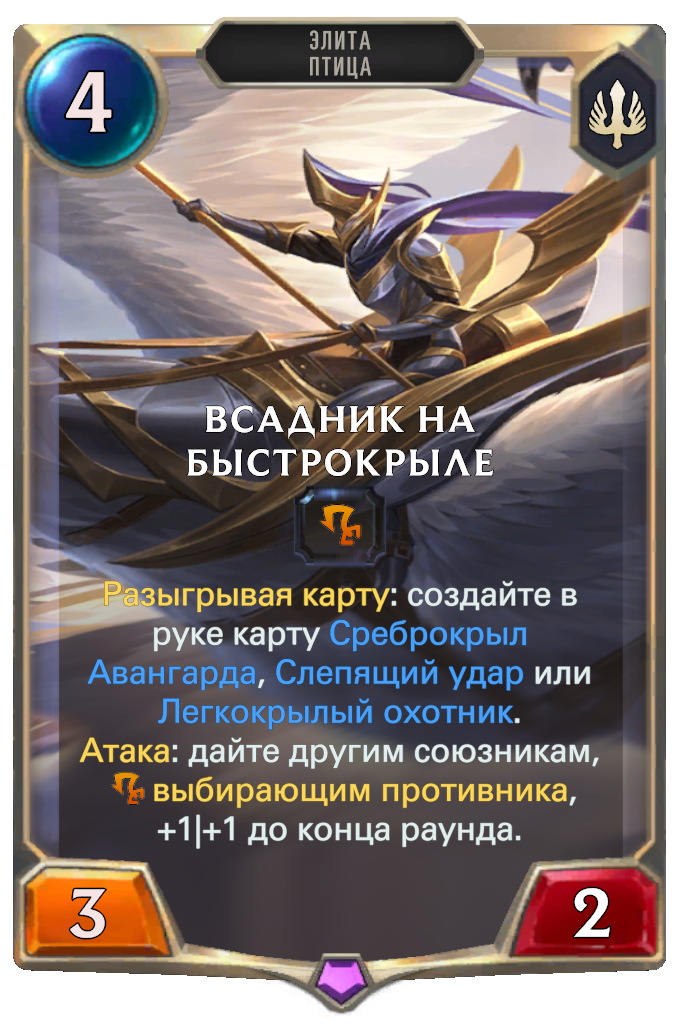 ЭЛИТА
ПТИЦА
4
ВСАДНИК НА
БЫСТРОКРЫЛЕ
Разыгрывая карту: создайте в
руке карту Среброкрыл
Авангарда, Слепящий удар или
Легкокрылый охотник.
Атака: дайте другим союзникам,
выбирающим противника,
+1|+1 до конца раунда.
3
2